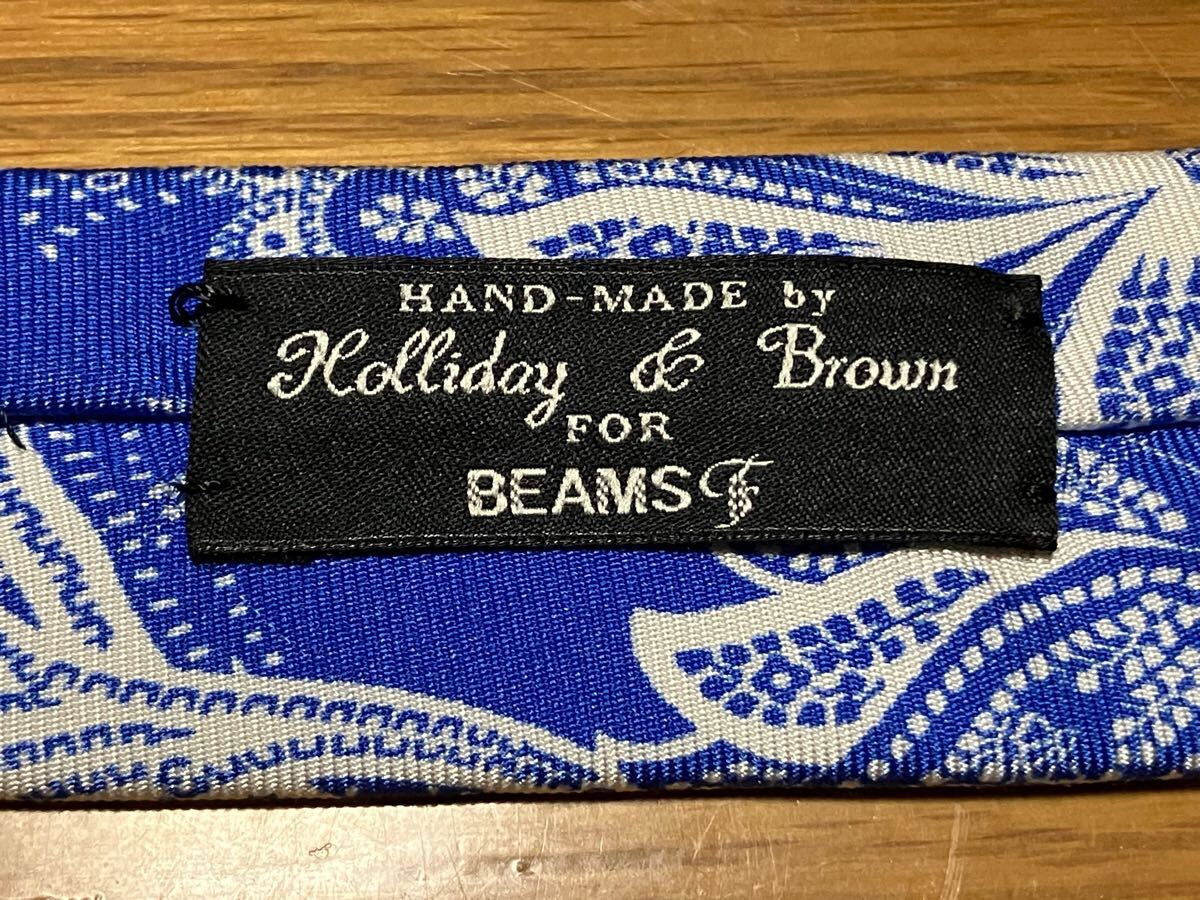 HAND-MADE by
Holliday & Brown
FOR
BEAMS F